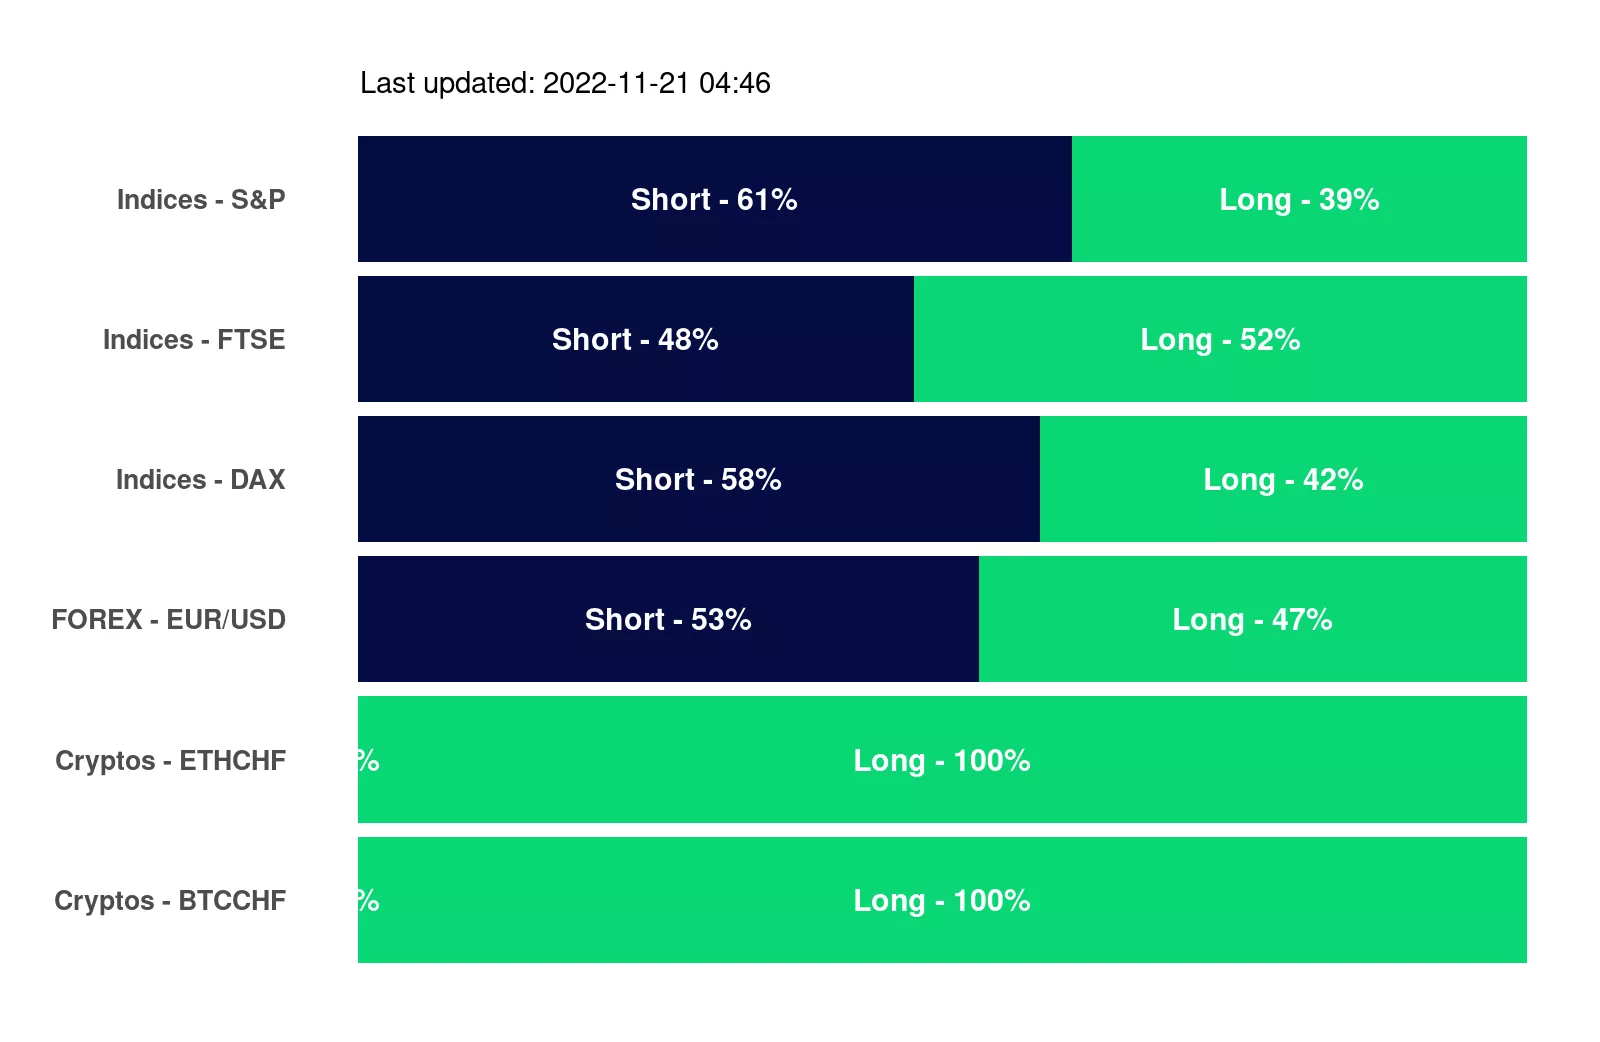 Last updated: 2022-11-21 04:46
Indices - S&P Short - 61% Long - 39%
Indices - FTSE Short - 48% Long - 52%
Indices - DAX Short - 58% Long - 42%
FOREX - EUR/USD Short - 53% Long - 47%
Cryptos - ETHCHF % Long - 100%
Cryptos - BTCCHF % Long - 100%